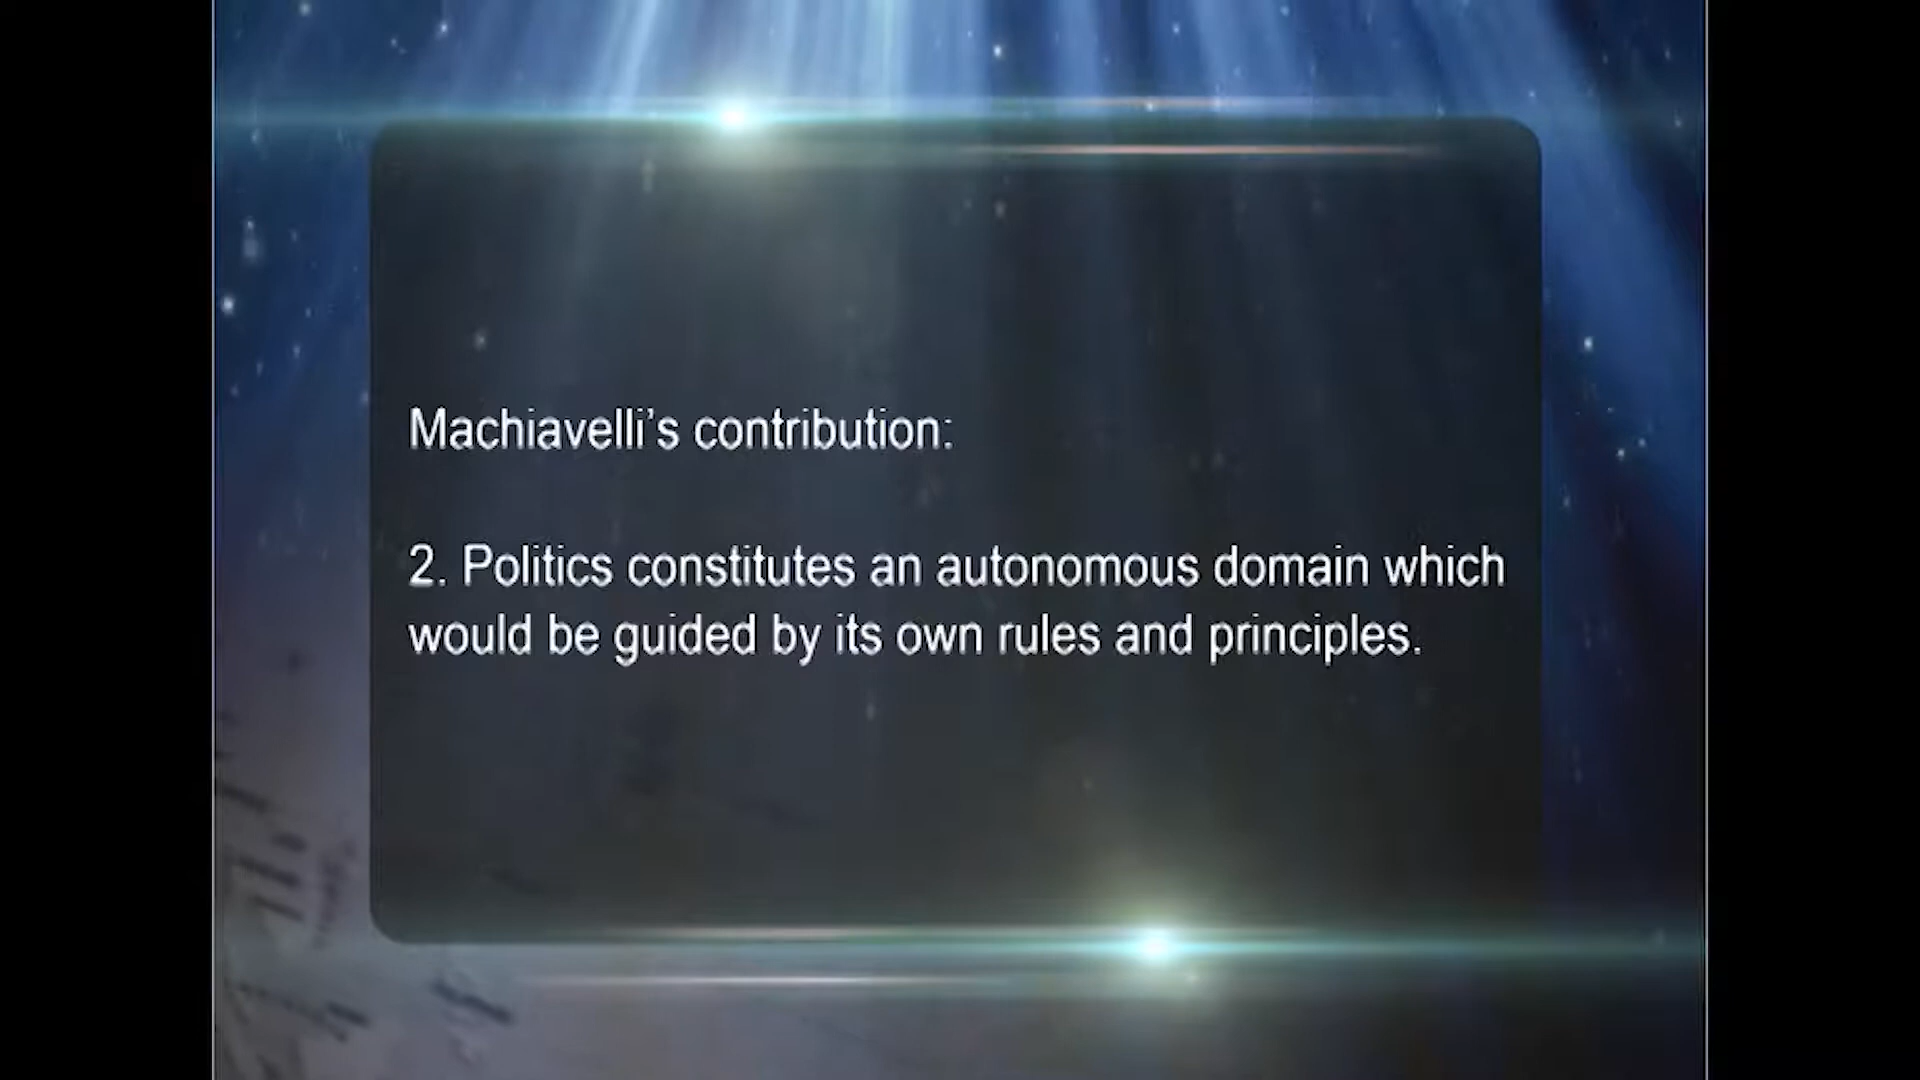 Machiavelli’s contribution:
2. Politics constitutes an autonomous domain which
would be guided by its own rules and principles.